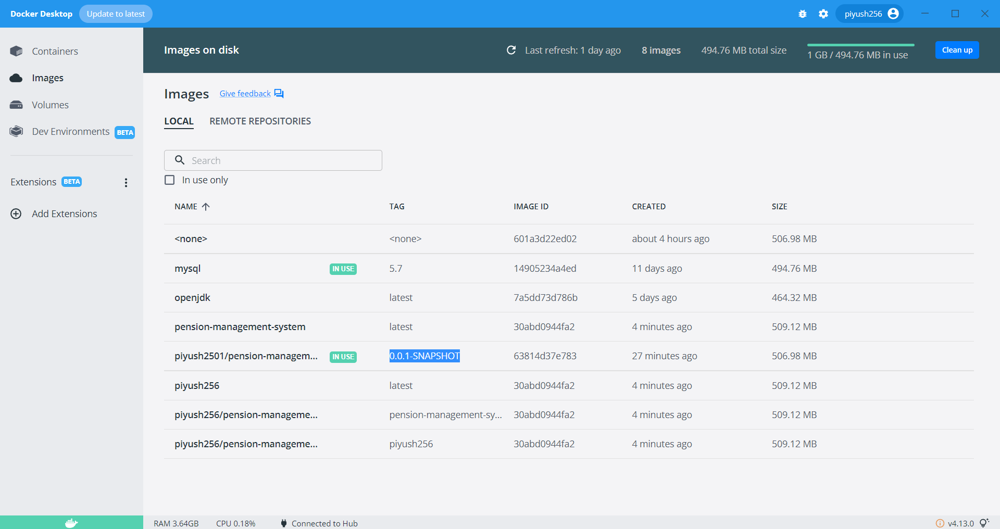 Docker Desktop Update to latest piyush256
Containers
Images
Volumes
Dev Environments BETA
Extensions BETA
Add Extensions
Images on disk Last refresh: 1 day ago 8 images 494.76 MB total size 1 GB / 494.76 MB in use Clean up
Images Give feedback
LOCAL REMOTE REPOSITORIES
Search
In use only
NAME TAG IMAGE ID CREATED SIZE
<none> <none> 601a3d22ed02 about 4 hours ago 506.98 MB
mysql IN USE 5.7 14905234a4ed 11 days ago 494.76 MB
openjdk latest 7a5dd73d786b 5 days ago 464.32 MB
pension-management-system latest 30abd0944fa2 4 minutes ago 509.12 MB
piyush2501/pension-managem... IN USE 0.0.1-SNAPSHOT 63814d37e783 27 minutes ago 506.98 MB
piyush256 latest 30abd0944fa2 4 minutes ago 509.12 MB
piyush256/pension-manageme... pension-management-sy... 30abd0944fa2 4 minutes ago 509.12 MB
piyush256/pension-manageme... piyush256 30abd0944fa2 4 minutes ago 509.12 MB
RAM 3.64GB CPU 0.18% Connected to Hub v4.13.0